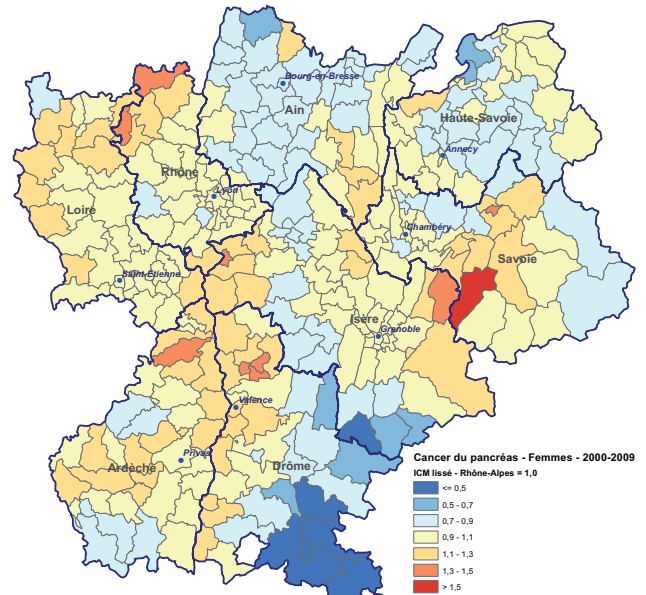 Bourg-en-Bresse
Ain
Haute-Savoie
Annecy
Rhône
Lyon
Loire
Chambéry
Savoie
Saint-Étienne
Isère
Grenoble
Valence
Privas
Ardèche
Drôme
Cancer du pancréas - Femmes - 2000-2009
ICM lissé - Rhône-Alpes = 1,0
<= 0,5
0,5 - 0,7
0,7 - 0,9
0,9 - 1,1
1,1 - 1,3
1,3 - 1,5
> 1,5